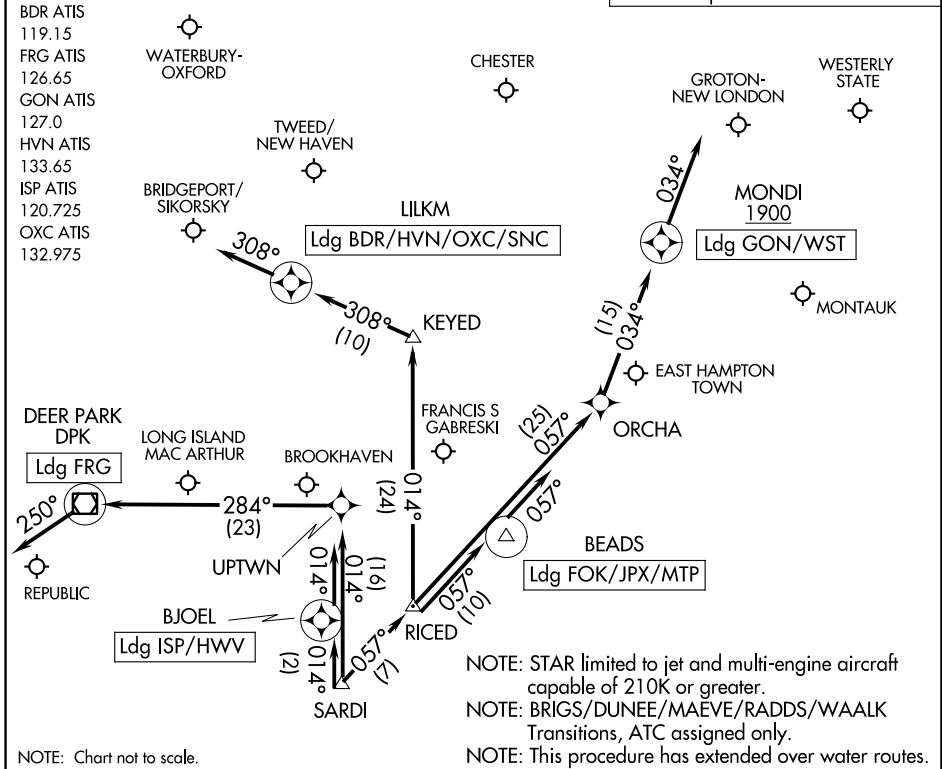 BDR ATIS
119.15
FRG ATIS
126.65
GON ATIS
127.0
HVN ATIS
133.65
ISP ATIS
120.725
OXC ATIS
132.975
WATERBURY-
OXFORD
CHESTER
WESTERLY
STATE
GROTON-
NEW LONDON
TWEED/
NEW HAVEN
BRIDGEPORT/
SIKORSKY
LILKM
Ldg BDR/HVN/OXC/SNC
034°
MONDI
1900
Ldg GON/WST
308°
308°
(10)
KEYED
(15)
034°
MONTAUK
EAST HAMPTON
TOWN
ORCHA
DEER PARK
DPK
Ldg FRG
LONG ISLAND
MAC ARTHUR
BROOKHAVEN
FRANCIS S
GABRESKI
(25)
057°
250°
284°
(23)
014°
(24)
057°
REPUBLIC
UPTWN
014°
014°
(16)
BEADS
Ldg FOK/JPX/MTP
057°
(10)
BJOEL
Ldg ISP/HWV
RICED
014°
(2)
057°
(7)
SARDI
NOTE: STAR limited to jet and multi-engine aircraft
capable of 210K or greater.
NOTE: BRIGS/DUNEE/MAEVE/RADDS/WAALK
Transitions, ATC assigned only.
NOTE: Chart not to scale.
NOTE: This procedure has extended over water routes.